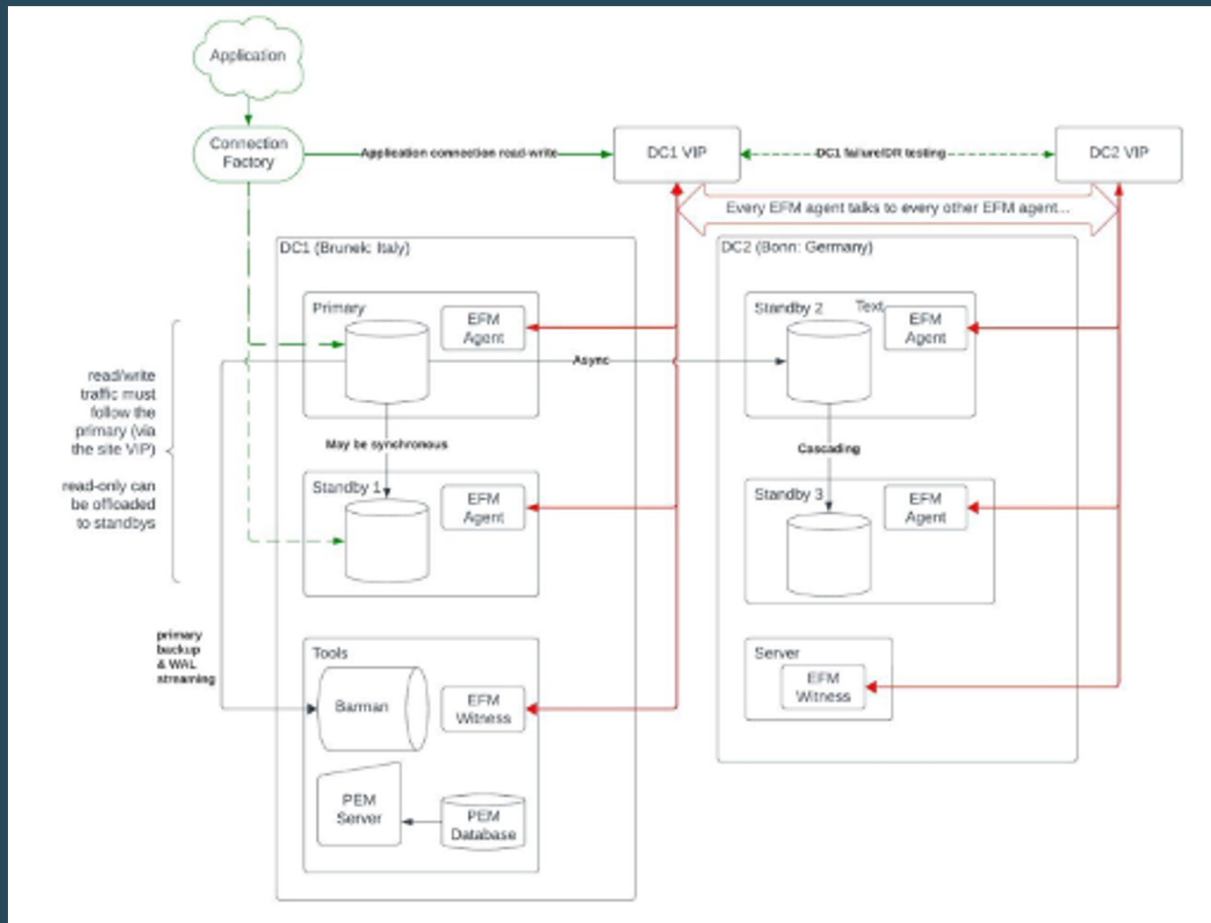 Application
Connection
Factory
Application connection read-write
DC1 VIP
DC1 failure/DR testing
DC2 VIP
Every EFM agent talks to every other EFM agent...
DC1 (Brunek: Italy)
DC2 (Bonn: Germany)
Primary
EFM
Agent
Standby 2
Text
EFM
Agent
Async
read/write
traffic must
follow the
primary (via
the site VIP)
read-only can
be offloaded
to standbys
May be synchronous
Cascading
Standby 1
EFM
Agent
Standby 3
EFM
Agent
primary
backup
& WAL
streaming
Tools
Barman
EFM
Witness
Server
EFM
Witness
PEM
Server
PEM
Database